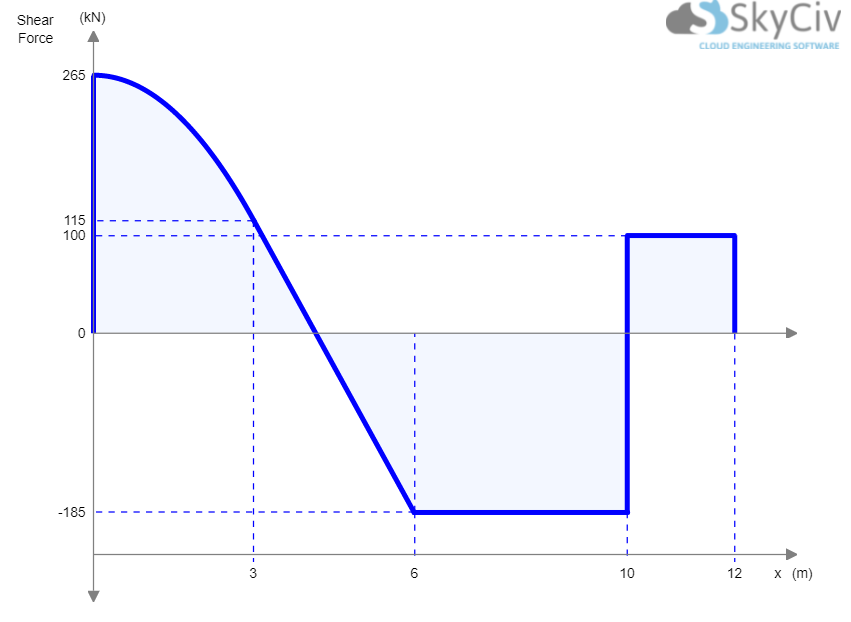 Shear
Force
(kN)
SkyCiv
CLOUD ENGINEERING SOFTWARE
265
115
100
0
-185
3
6
10
12
x (m)